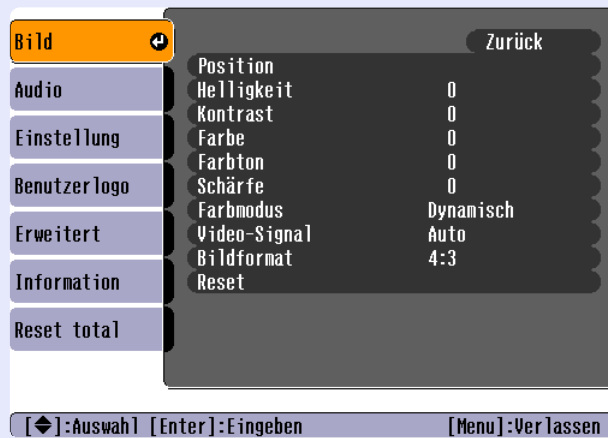 Bild
Audio
Einstellung
Benutzerlogo
Erweitert
Information
Reset total
Zurück
Position
Helligkeit 0
Kontrast 0
Farbe 0
Farbton 0
Schärfe 0
Farbmodus Dynamisch
Video-Signal Auto
Bildformat 4:3
Reset
[◆]:Auswahl [Enter]:Eingeben [Menu]:Verlassen